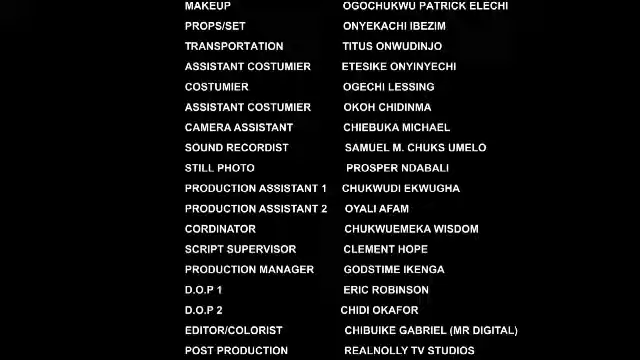 MAKEUP OGOCHUKWU PATRICK ELECHI
PROPS/SET ONYEKACHI IBEZIM
TRANSPORTATION TITUS ONWUDINJO
ASSISTANT COSTUMIER ETESIKE ONYINYECHI
COSTUMIER OGECHI LESSING
ASSISTANT COSTUMIER OKOH CHIDINMA
CAMERA ASSISTANT CHIEBUKA MICHAEL
SOUND RECORDIST SAMUEL M. CHUKS UMELO
STILL PHOTO PROSPER NDABALI
PRODUCTION ASSISTANT 1 CHUKWUDI EKWUGHA
PRODUCTION ASSISTANT 2 OYALI AFAM
CORDINATOR CHUKWUEMEKA WISDOM
SCRIPT SUPERVISOR CLEMENT HOPE
PRODUCTION MANAGER GODSTIME IKENGA
D.O.P 1 ERIC ROBINSON
D.O.P 2 CHIDI OKAFOR
EDITOR/COLORIST CHIBUIKE GABRIEL (MR DIGITAL)
POST PRODUCTION REALNOLLY TV STUDIOS